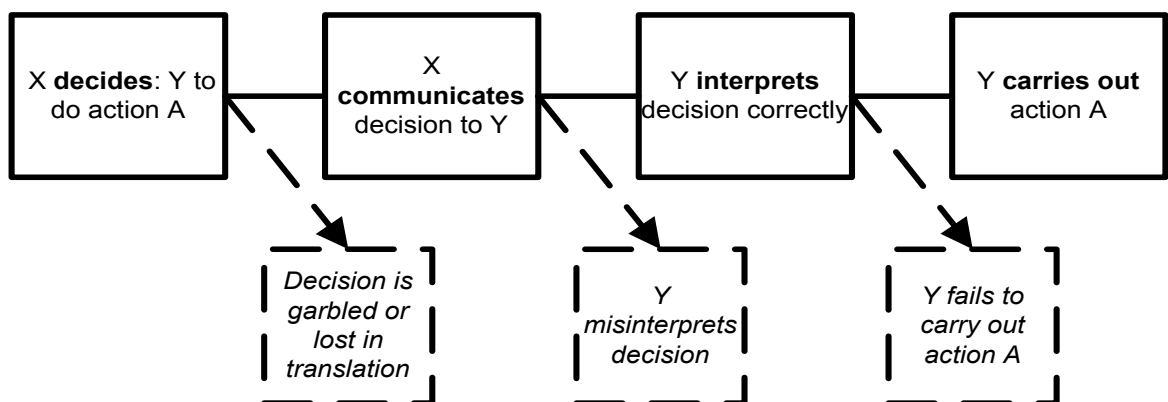 X decides: Y to
do action A
X
communicates
decision to Y
Y interprets
decision correctly
Y carries out
action A
Decision is
garbled or
lost in
translation
Y
misinterprets
decision
Y fails to
carry out
action A